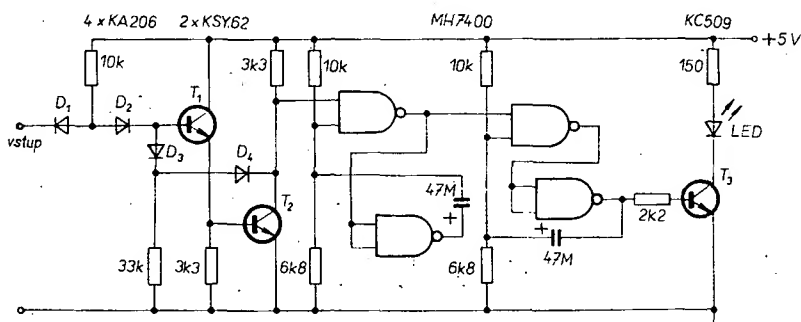 4 x KA206 2 x KSY62 MH7400 KC509
+5 V
10k 3k3 10k 10k 150
D1 D2 T1
vstup
D3 D4 T2
LED
T3
47M
+
2k2
33k 3k3 6k8 6k8
+
47M